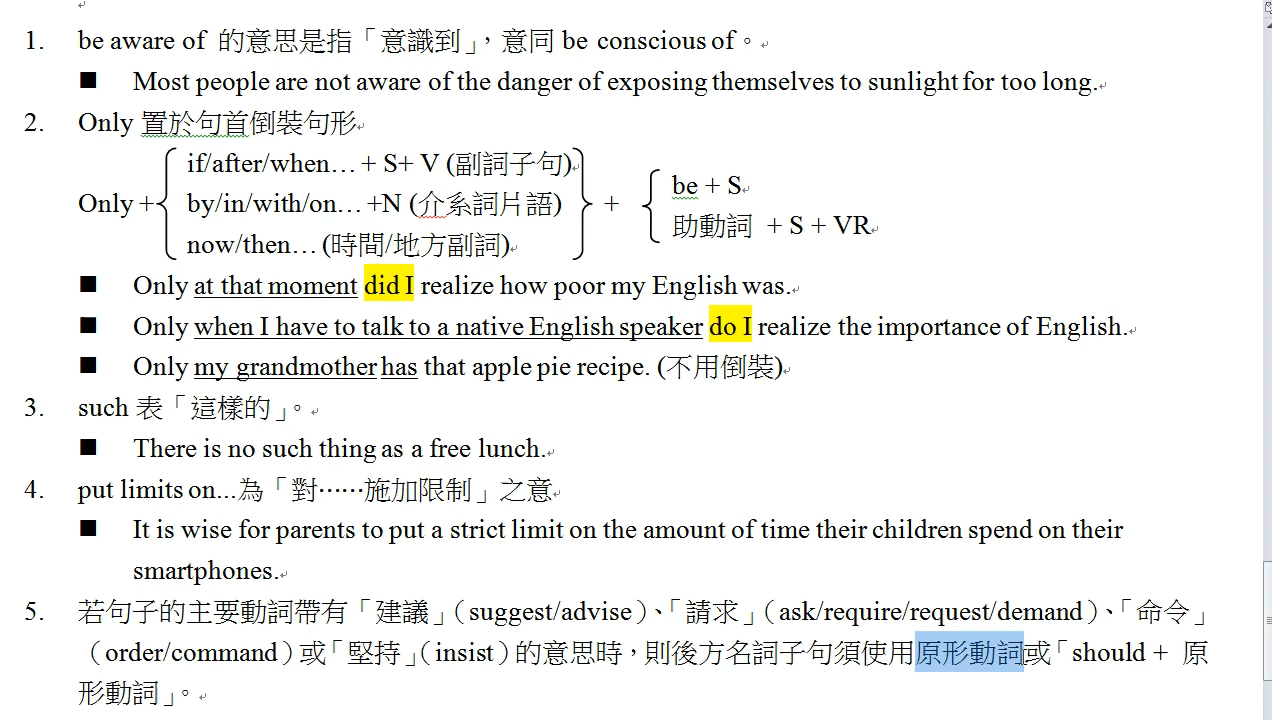 1. be aware of 的意思是指「意識到」，意同 be conscious of。
■ Most people are not aware of the danger of exposing themselves to sunlight for too long.
2. Only 置於句首倒裝句形
if/after/when… + S+ V (副詞子句)
Only + by/in/with/on… +N (介系詞片語) + be + S
now/then… (時間/地方副詞) 助動詞 + S + VR
■ Only at that moment did I realize how poor my English was.
■ Only when I have to talk to a native English speaker do I realize the importance of English.
■ Only my grandmother has that apple pie recipe. (不用倒裝)
3. such 表「這樣的」。
■ There is no such thing as a free lunch.
4. put limits on...為「對……施加限制」之意
■ It is wise for parents to put a strict limit on the amount of time their children spend on their
smartphones.
5. 若句子的主要動詞帶有「建議」（suggest/advise）、「請求」（ask/require/request/demand）、「命令」
（order/command）或「堅持」（insist）的意思時，則後方名詞子句須使用原形動詞或「should + 原
形動詞」。